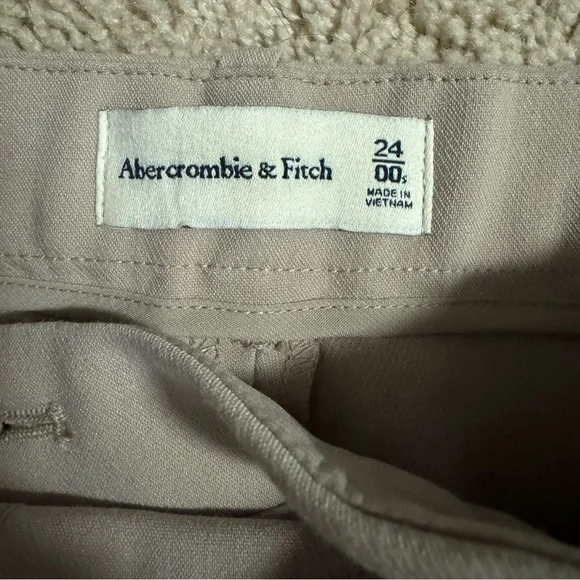 Abercrombie & Fitch
24
00s
MADE IN
VIETNAM